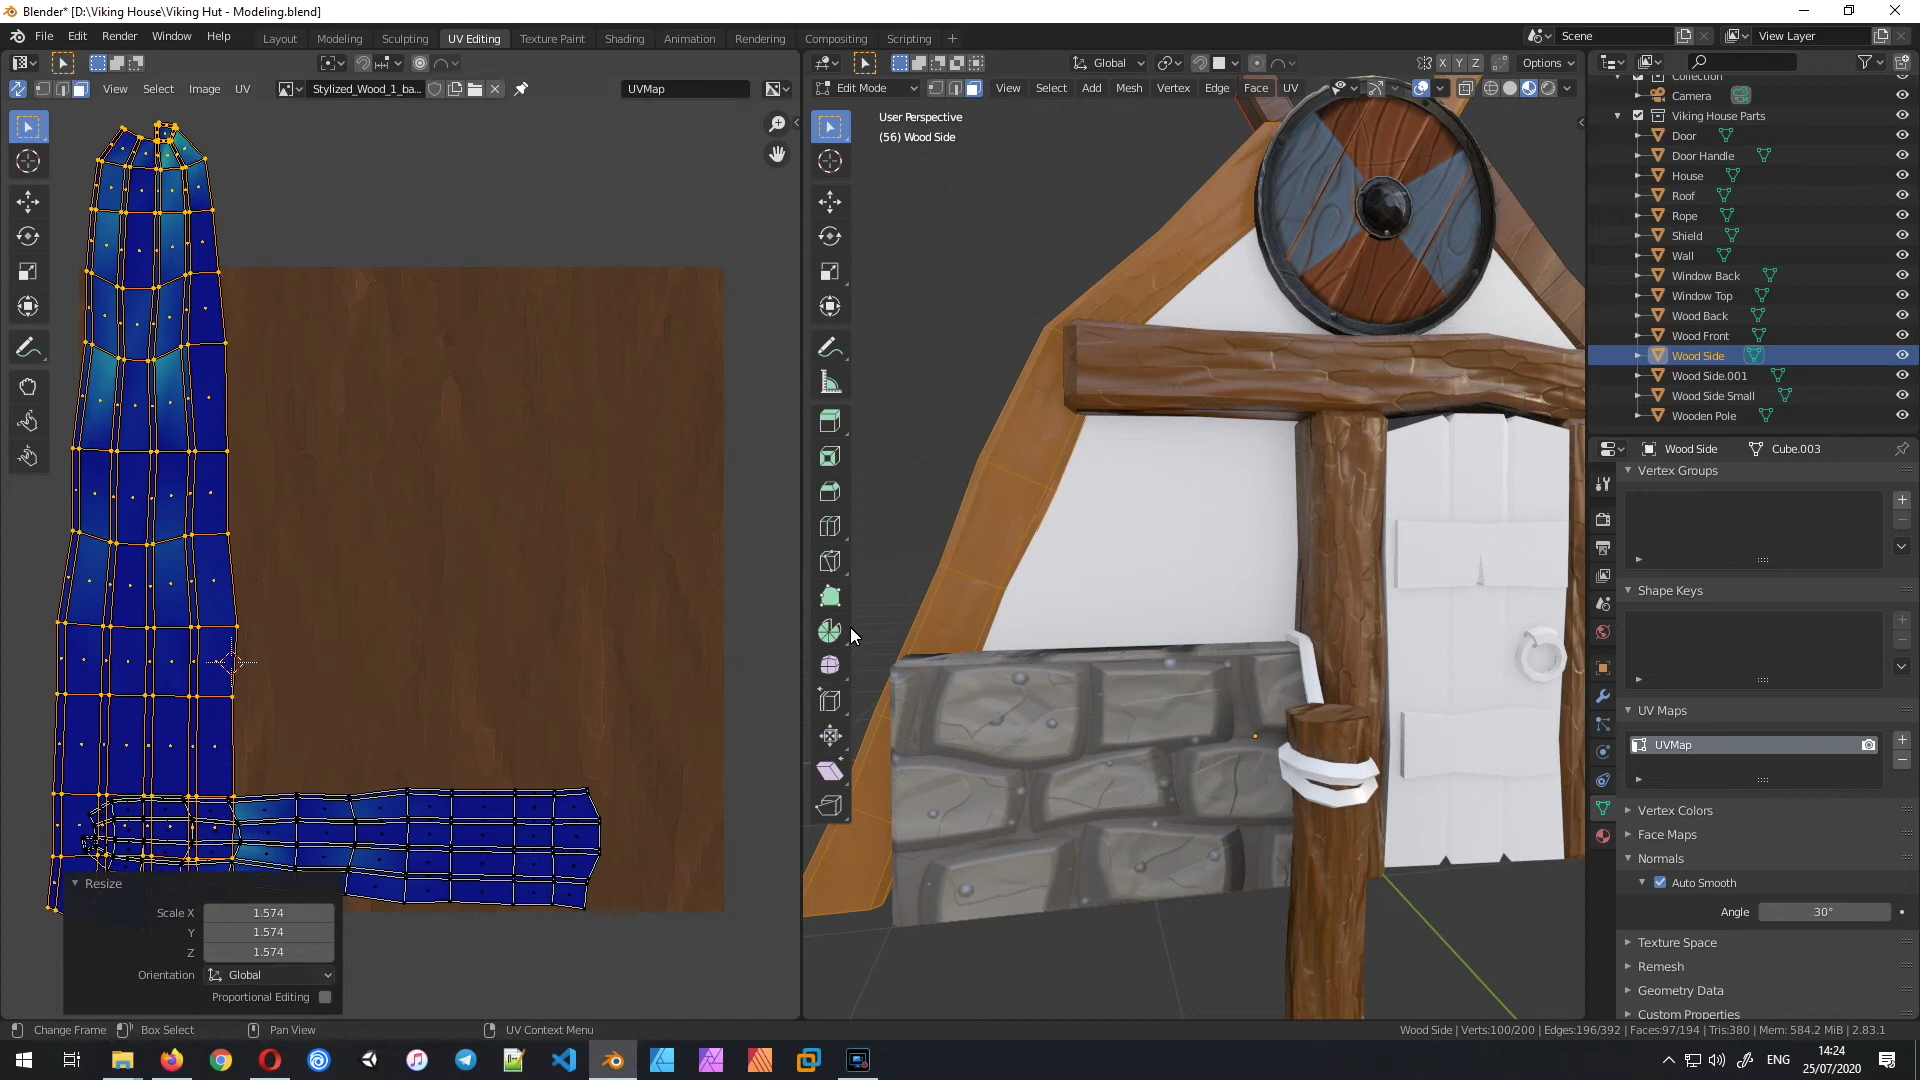 Blender* [D:\Viking House\Viking Hut - Modeling.blend]
File Edit Render Window Help
Layout Modeling Sculpting UV Editing Texture Paint Shading Animation Rendering Compositing Scripting
Scene
View Layer
Global
X Y Z
Options
View Select Image UV
Stylized_Wood_1_ba...
UVMap
Edit Mode
View Select Add Mesh Vertex Edge Face UV
User Perspective
(56) Wood Side
Collection
Camera
Viking House Parts
Door
Door Handle
House
Roof
Rope
Shield
Wall
Window Back
Window Top
Wood Back
Wood Front
Wood Side
Wood Side.001
Wood Side Small
Wooden Pole
Wood Side
Cube.003
Vertex Groups
Shape Keys
UV Maps
UVMap
Vertex Colors
Face Maps
Normals
Auto Smooth
Angle 30°
Texture Space
Remesh
Geometry Data
Custom Properties
Resize
Scale X 1.574
Y 1.574
Z 1.574
Orientation Global
Proportional Editing
Change Frame Box Select Pan View UV Context Menu
Wood Side | Verts:100/200 | Edges:196/392 | Faces:97/194 | Tris:380 | Mem: 584.2 MiB | 2.83.1
ENG
14:24
25/07/2020